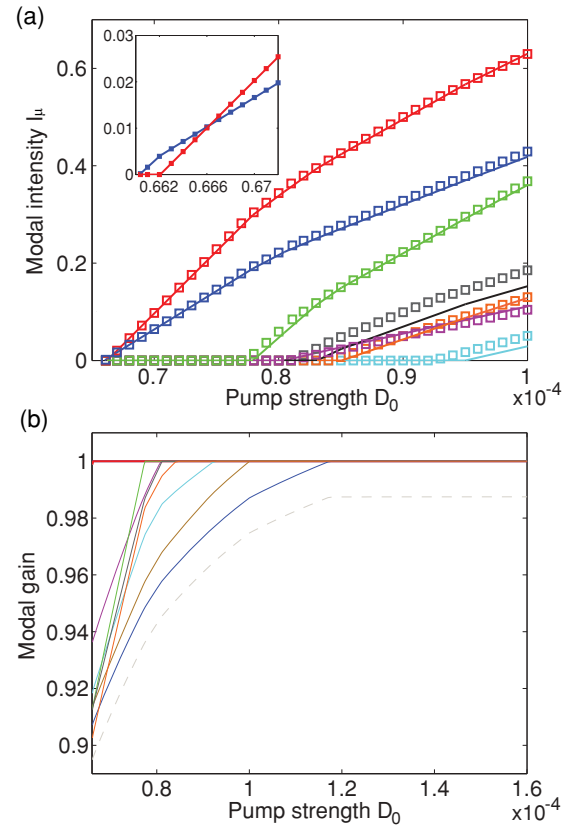 (a)
0.03
0.02
0.01
0
0.662 0.666 0.67
0.6
0.4
0.2
0
Modal intensity I_μ
0.7 0.8 0.9 1
Pump strength D_0
x10^-4
(b)
1
0.98
0.96
0.94
0.92
0.9
Modal gain
0.8 1 1.2 1.4 1.6
Pump strength D_0
x10^-4